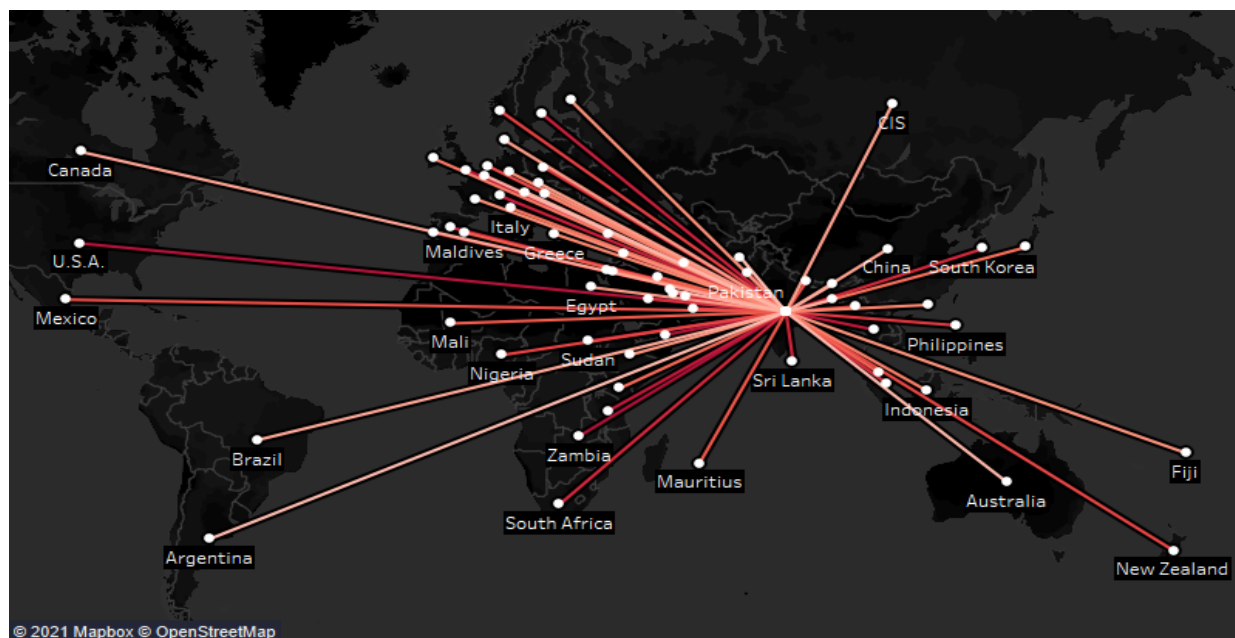 CIS
Canada
Italy
Maldives
Greece
China
South Korea
U.S.A.
Pakistan
Egypt
Mexico
Mali
Philippines
Sudan
Nigeria
Sri Lanka
Indonesia
Brazil
Zambia
Fiji
Mauritius
Australia
South Africa
Argentina
New Zealand
© 2021 Mapbox © OpenStreetMap